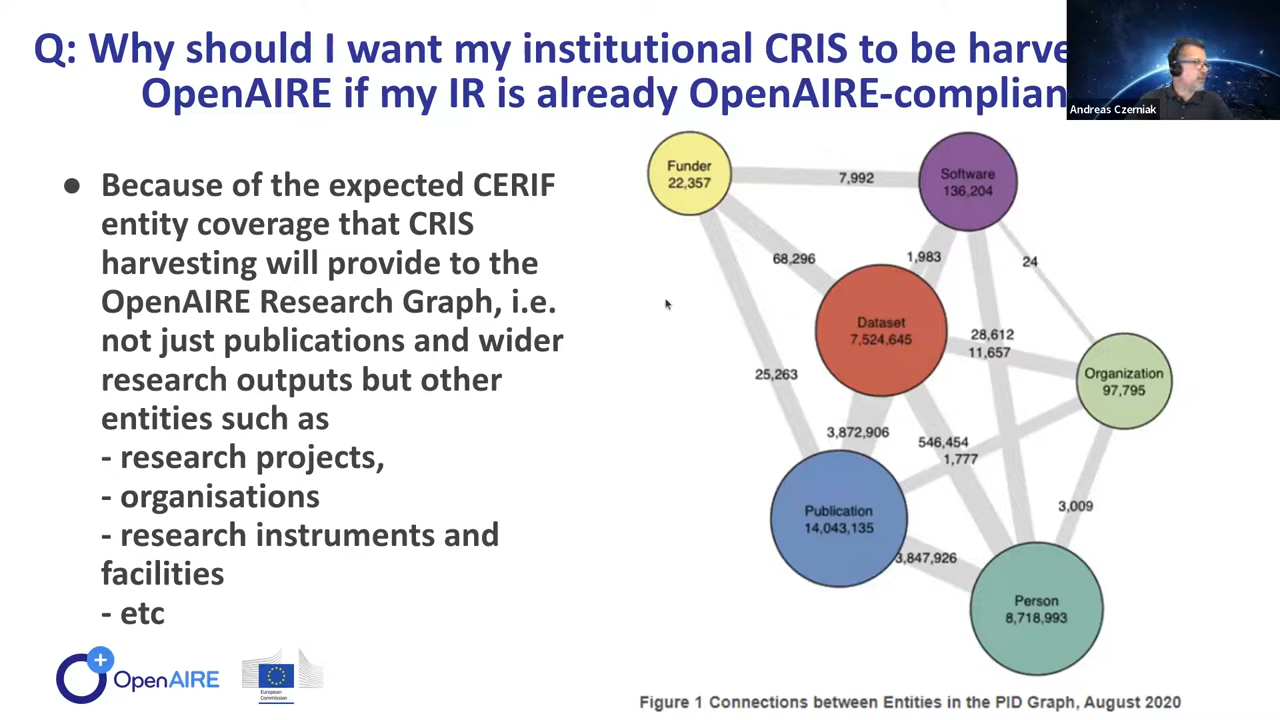 Q: Why should I want my institutional CRIS to be harve
OpenAIRE if my IR is already OpenAIRE-complian
Andreas Czerniak
● Because of the expected CERIF
entity coverage that CRIS
harvesting will provide to the
OpenAIRE Research Graph, i.e.
not just publications and wider
research outputs but other
entities such as
- research projects,
- organisations
- research instruments and
facilities
- etc
Funder
22,357
7,992
Software
136,204
68,296
1,983
24
Dataset
7,524,645
28,612
11,657
Organization
97,795
25,263
3,872,906
546,454
1,777
Publication
14,043,135
3,009
3,847,926
Person
8,718,993
OpenAIRE
European
Commission
Figure 1 Connections between Entities in the PID Graph, August 2020